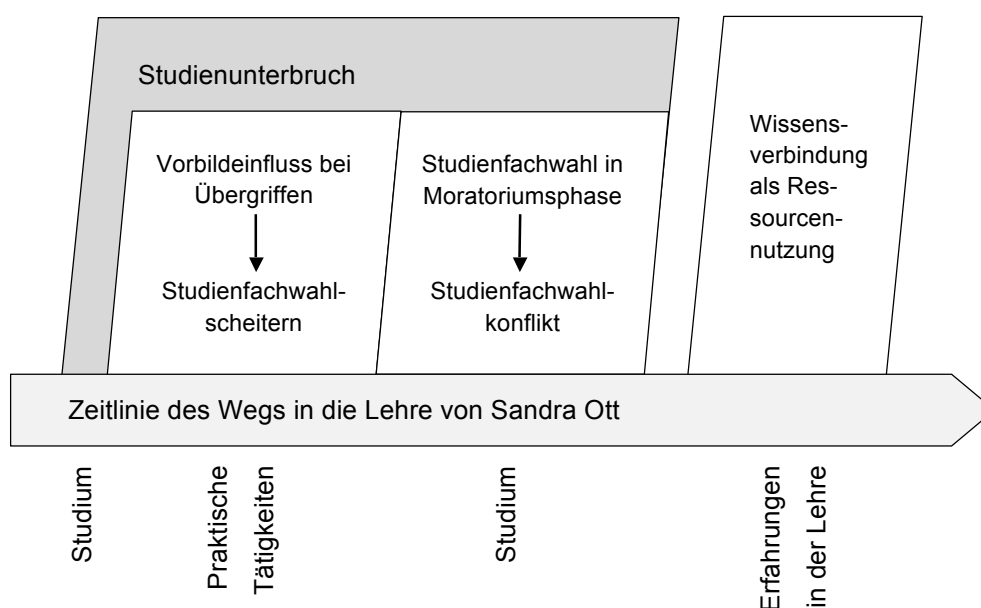 Studienunterbruch
Vorbildeinfluss bei
Übergriffen
Studienfachwahl-
scheitern
Studienfachwahl in
Moratoriumsphase
Studienfachwahl-
konflikt
Wissens-
verbindung
als Res-
sourcen-
nutzung
Zeitlinie des Wegs in die Lehre von Sandra Ott
Studium
Praktische
Tätigkeiten
Studium
Erfahrungen
in der Lehre